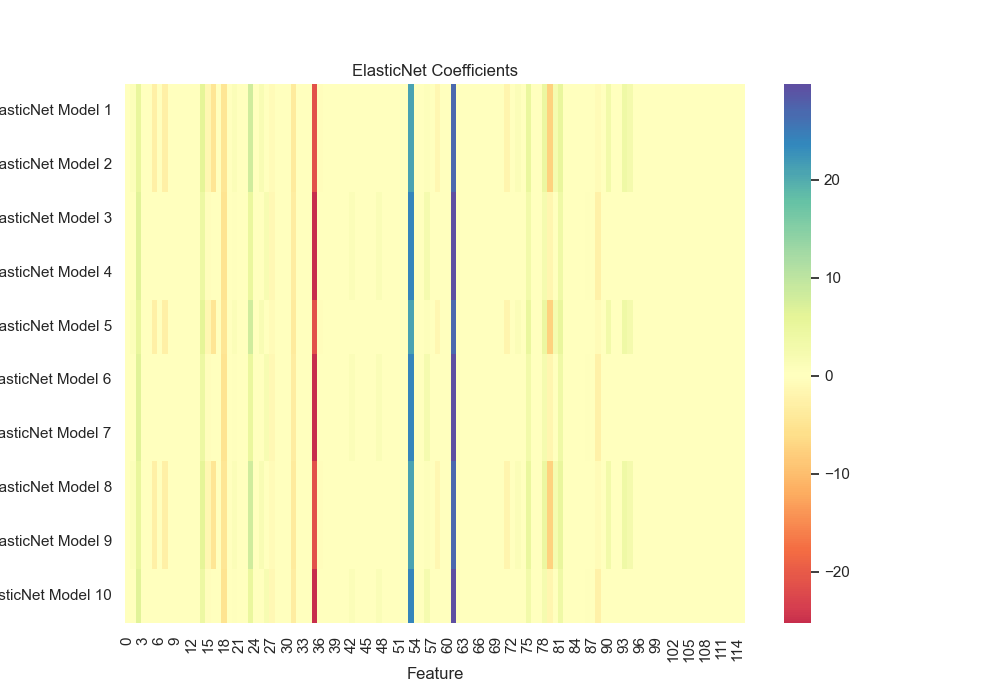 ElasticNet Coefficients
asticNet Model 1
asticNet Model 2
asticNet Model 3
asticNet Model 4
asticNet Model 5
asticNet Model 6
asticNet Model 7
asticNet Model 8
asticNet Model 9
sticNet Model 10
20
10
0
−10
−20
0 3 6 9 12 15 18 21 24 27 30 33 36 39 42 45 48 51 54 57 60 63 66 69 72 75 78 81 84 87 90 93 96 99 102 105 108 111 114
Feature